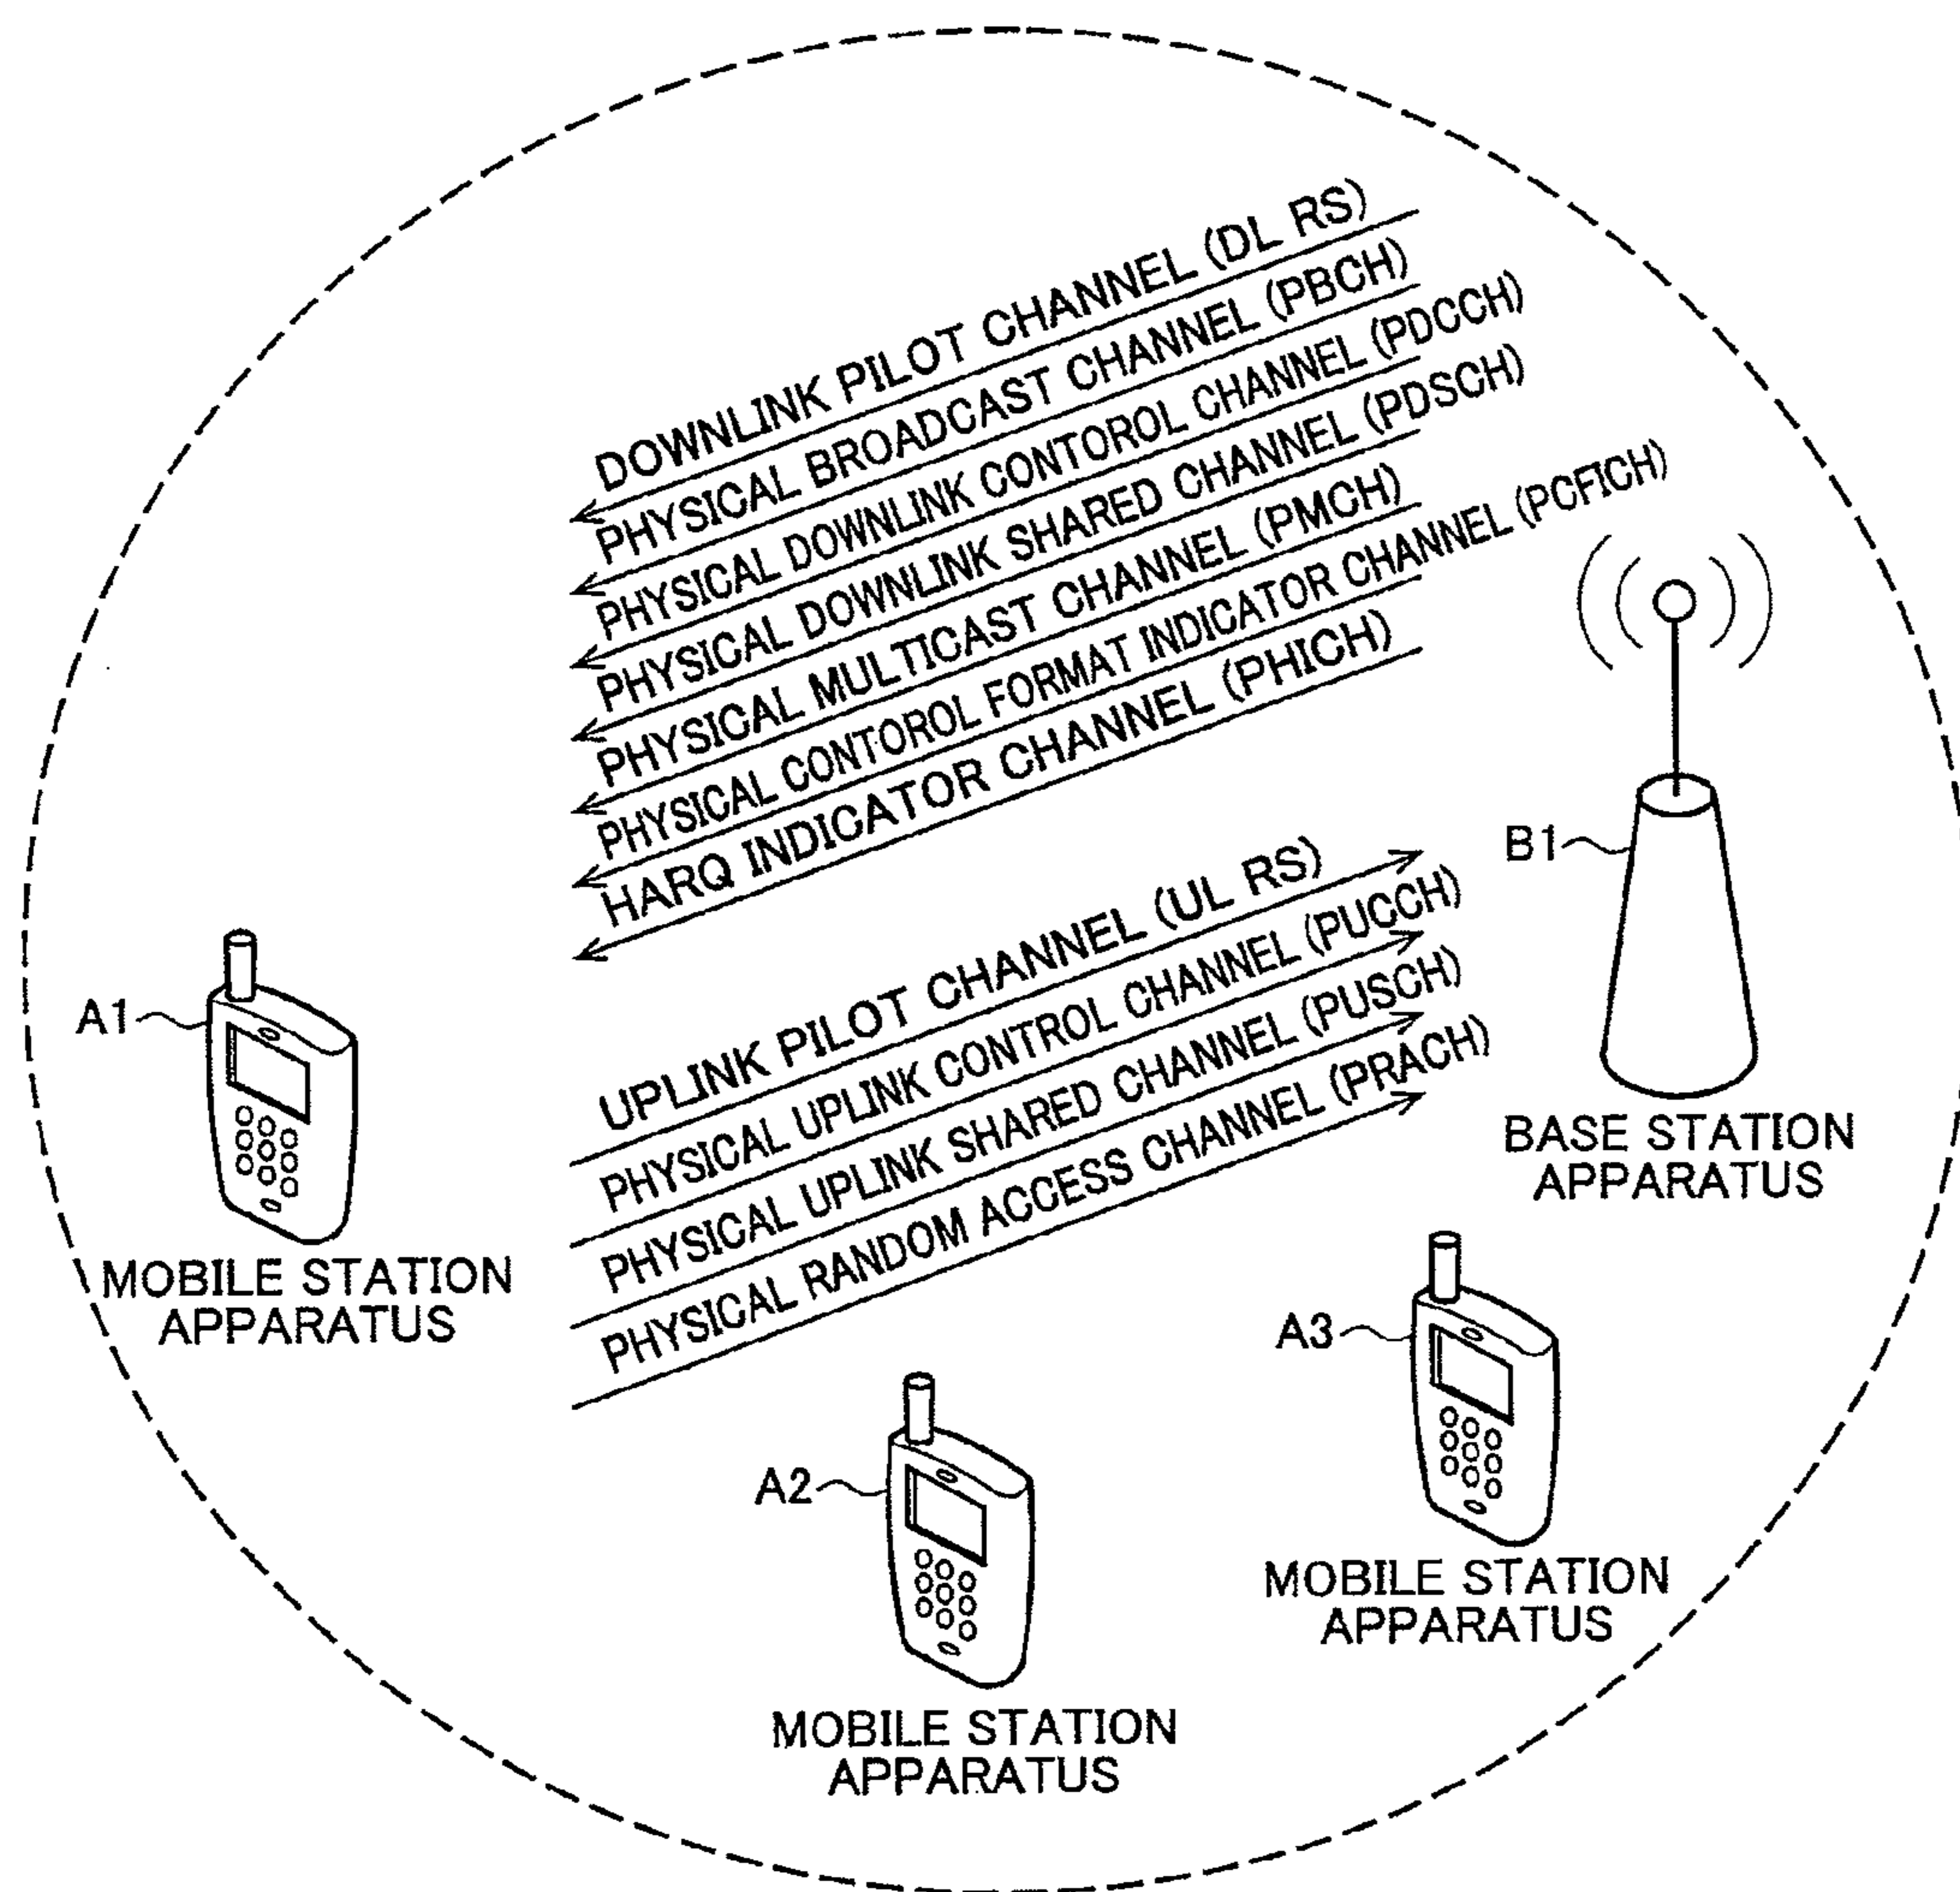 DOWNLINK PILOT CHANNEL (DL RS)
PHYSICAL BROADCAST CHANNEL (PBCH)
PHYSICAL DOWNLINK CONTOROL CHANNEL (PDCCH)
PHYSICAL DOWNLINK SHARED CHANNEL (PDSCH)
PHYSICAL MULTICAST CHANNEL (PMCH)
PHYSICAL CONTOROL FORMAT INDICATOR CHANNEL (PCFICH)
HARQ INDICATOR CHANNEL (PHICH)
UPLINK PILOT CHANNEL (UL RS)
PHYSICAL UPLINK CONTROL CHANNEL (PUCCH)
PHYSICAL UPLINK SHARED CHANNEL (PUSCH)
PHYSICAL RANDOM ACCESS CHANNEL (PRACH)
B1
BASE STATION
APPARATUS
A1
MOBILE STATION
APPARATUS
A2
MOBILE STATION
APPARATUS
A3
MOBILE STATION
APPARATUS